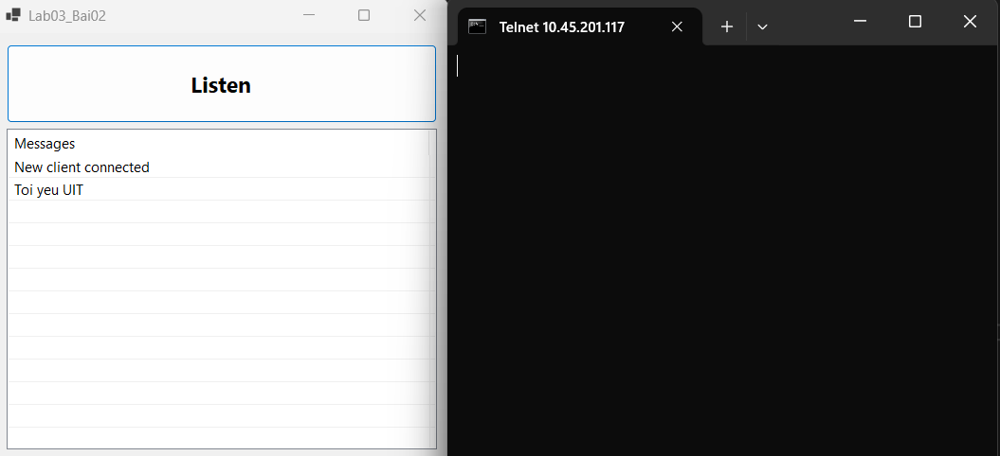 Lab03_Bai02
Listen
Messages
New client connected
Toi yeu UIT
Telnet 10.45.201.117